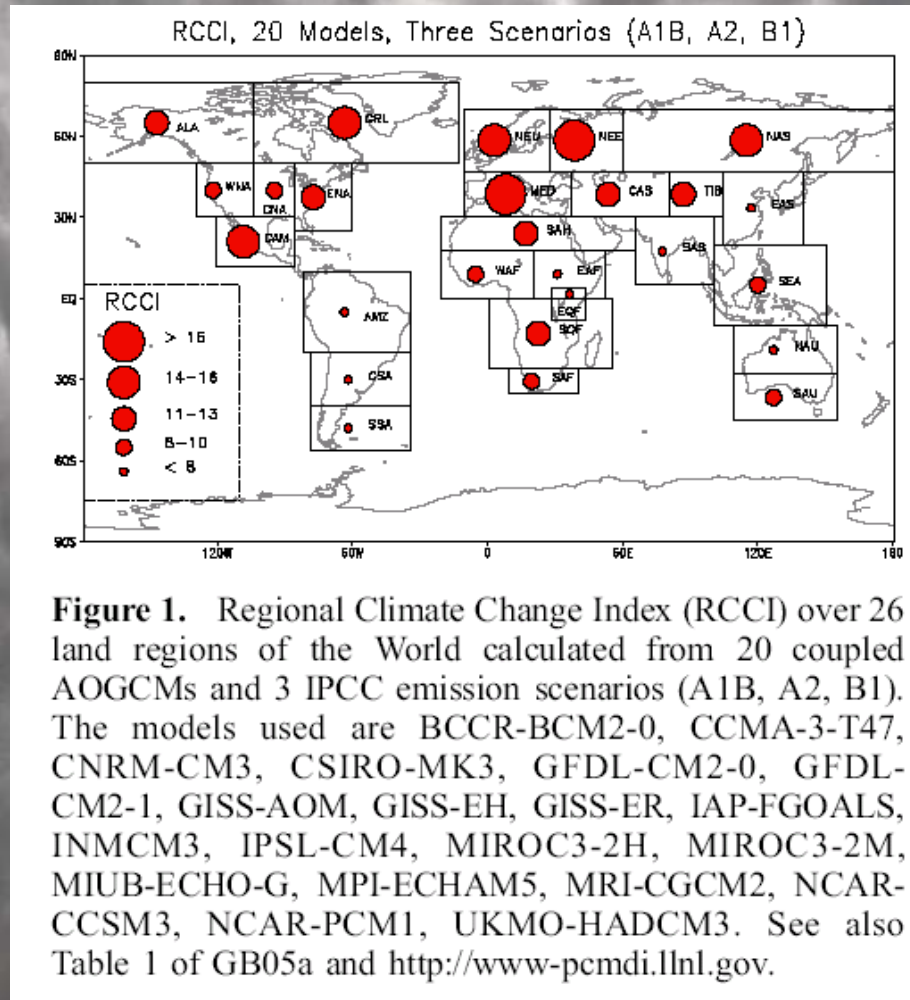 RCCI, 20 Models, Three Scenarios (A1B, A2, B1)
90N
60N
30N
EQ
30S
60S
90S
120W
60W
0
60E
120E
180
ALA
GRL
NEU
NEE
NAS
WNA
CNA
ENA
MED
CAS
TIB
EAS
CAM
SAH
SAS
WAF
EAF
SEA
AMZ
EQF
SQF
NAU
CSA
SAF
SAU
SSA
RCCI
> 16
14-16
11-13
8-10
< 8
Figure 1. Regional Climate Change Index (RCCI) over 26
land regions of the World calculated from 20 coupled
AOGCMs and 3 IPCC emission scenarios (A1B, A2, B1).
The models used are BCCR-BCM2-0, CCMA-3-T47,
CNRM-CM3, CSIRO-MK3, GFDL-CM2-0, GFDL-
CM2-1, GISS-AOM, GISS-EH, GISS-ER, IAP-FGOALS,
INMCM3, IPSL-CM4, MIROC3-2H, MIROC3-2M,
MIUB-ECHO-G, MPI-ECHAM5, MRI-CGCM2, NCAR-
CCSM3, NCAR-PCM1, UKMO-HADCM3. See also
Table 1 of GB05a and http://www-pcmdi.llnl.gov.